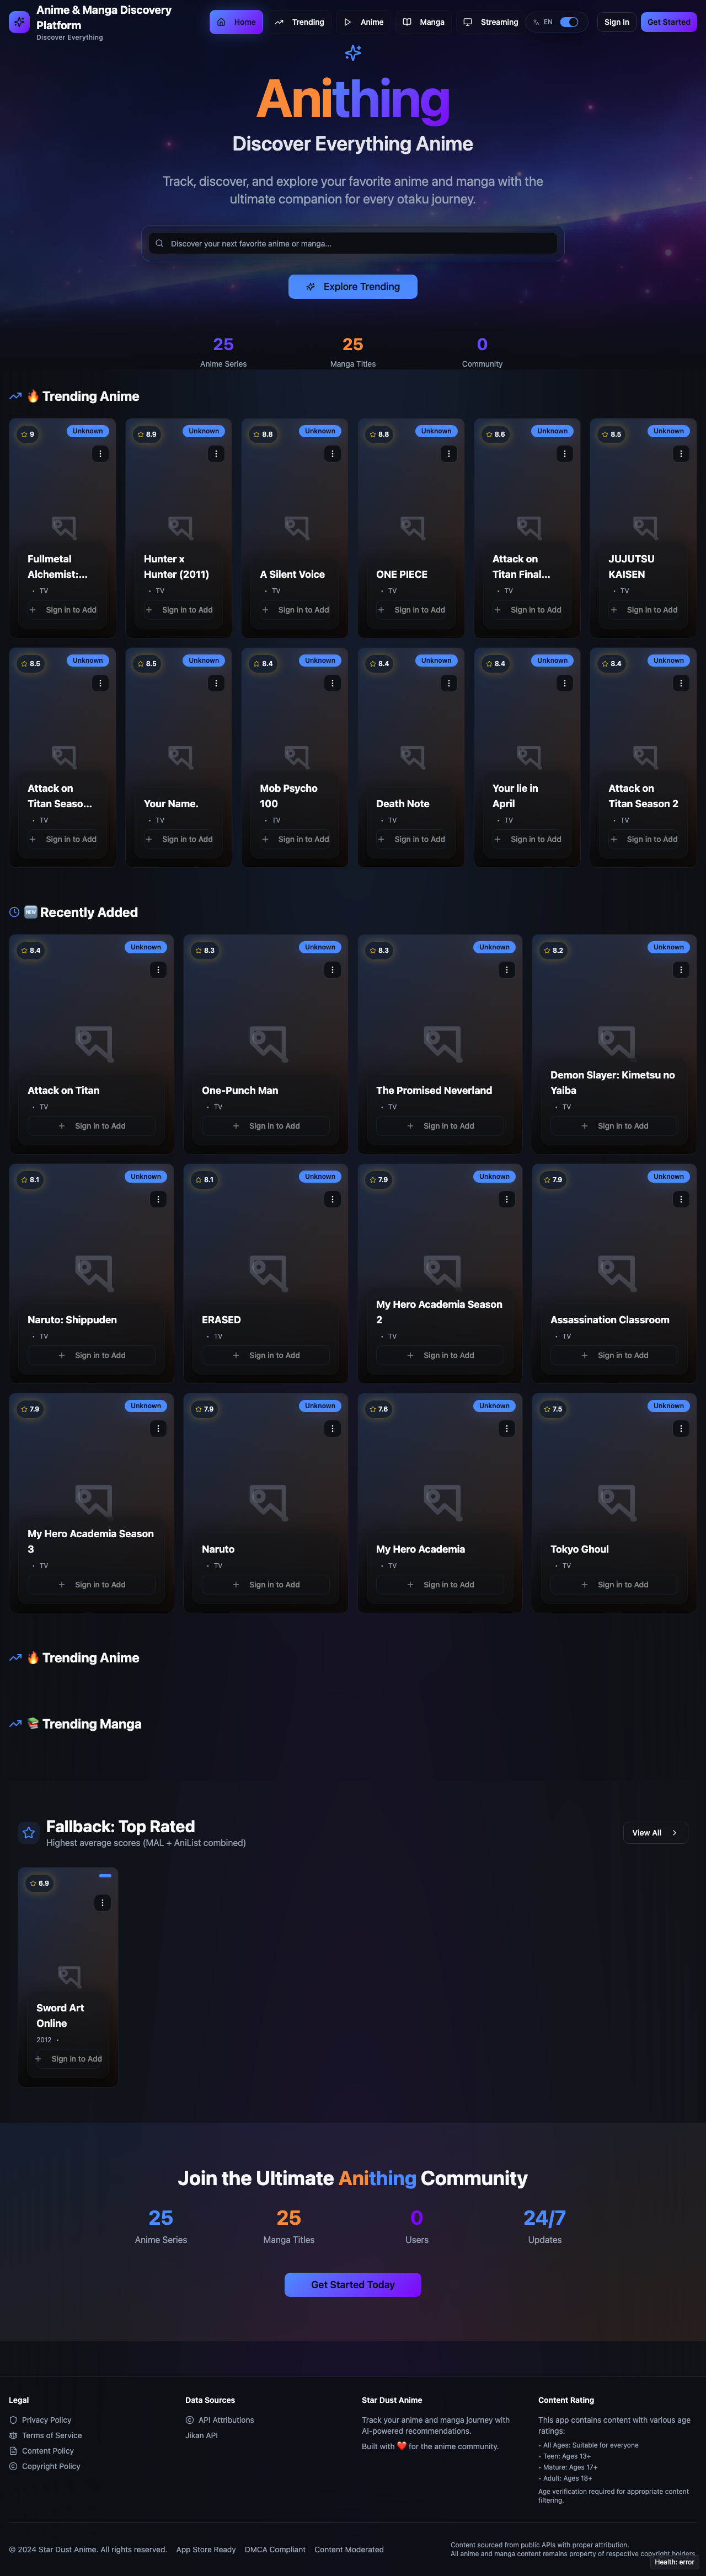 Anime & Manga Discovery
Platform
Discover Everything
Home
Trending
Anime
Manga
Streaming
EN
Sign In
Get Started
Anithing
Discover Everything Anime
Track, discover, and explore your favorite anime and manga with the
ultimate companion for every otaku journey.
Discover your next favorite anime or manga...
Explore Trending
25
25
0
Anime Series
Manga Titles
Community
🔥 Trending Anime
9
Unknown
Fullmetal
Alchemist:...
• TV
Sign in to Add
8.9
Unknown
Hunter x
Hunter (2011)
• TV
Sign in to Add
8.8
Unknown
A Silent Voice
• TV
Sign in to Add
8.8
Unknown
ONE PIECE
• TV
Sign in to Add
8.6
Unknown
Attack on
Titan Final...
• TV
Sign in to Add
8.5
Unknown
JUJUTSU
KAISEN
• TV
Sign in to Add
8.5
Unknown
Attack on
Titan Seaso...
• TV
Sign in to Add
8.5
Unknown
Your Name.
• TV
Sign in to Add
8.4
Unknown
Mob Psycho
100
• TV
Sign in to Add
8.4
Unknown
Death Note
• TV
Sign in to Add
8.4
Unknown
Your lie in
April
• TV
Sign in to Add
8.4
Unknown
Attack on
Titan Season 2
• TV
Sign in to Add
🆕 Recently Added
8.4
Unknown
Attack on Titan
• TV
Sign in to Add
8.3
Unknown
One-Punch Man
• TV
Sign in to Add
8.3
Unknown
The Promised Neverland
• TV
Sign in to Add
8.2
Unknown
Demon Slayer: Kimetsu no
Yaiba
• TV
Sign in to Add
8.1
Unknown
Naruto: Shippuden
• TV
Sign in to Add
8.1
Unknown
ERASED
• TV
Sign in to Add
7.9
Unknown
My Hero Academia Season
2
• TV
Sign in to Add
7.9
Unknown
Assassination Classroom
• TV
Sign in to Add
7.9
Unknown
My Hero Academia Season
3
• TV
Sign in to Add
7.9
Unknown
Naruto
• TV
Sign in to Add
7.6
Unknown
My Hero Academia
• TV
Sign in to Add
7.5
Unknown
Tokyo Ghoul
• TV
Sign in to Add
🔥 Trending Anime
📚 Trending Manga
Fallback: Top Rated
Highest average scores (MAL + AniList combined)
View All
6.9
Sword Art
Online
2012 •
Sign in to Add
Join the Ultimate Anithing Community
25
25
0
24/7
Anime Series
Manga Titles
Users
Updates
Get Started Today
Legal
Privacy Policy
Terms of Service
Content Policy
Copyright Policy
Data Sources
API Attributions
Jikan API
Star Dust Anime
Track your anime and manga journey with
AI-powered recommendations.
Built with ❤️ for the anime community.
Content Rating
This app contains content with various age
ratings:
• All Ages: Suitable for everyone
• Teen: Ages 13+
• Mature: Ages 17+
• Adult: Ages 18+
Age verification required for appropriate content
filtering.
© 2024 Star Dust Anime. All rights reserved.
App Store Ready
DMCA Compliant
Content Moderated
Content sourced from public APIs with proper attribution.
All anime and manga content remains property of respective copyright holders.
Health: error